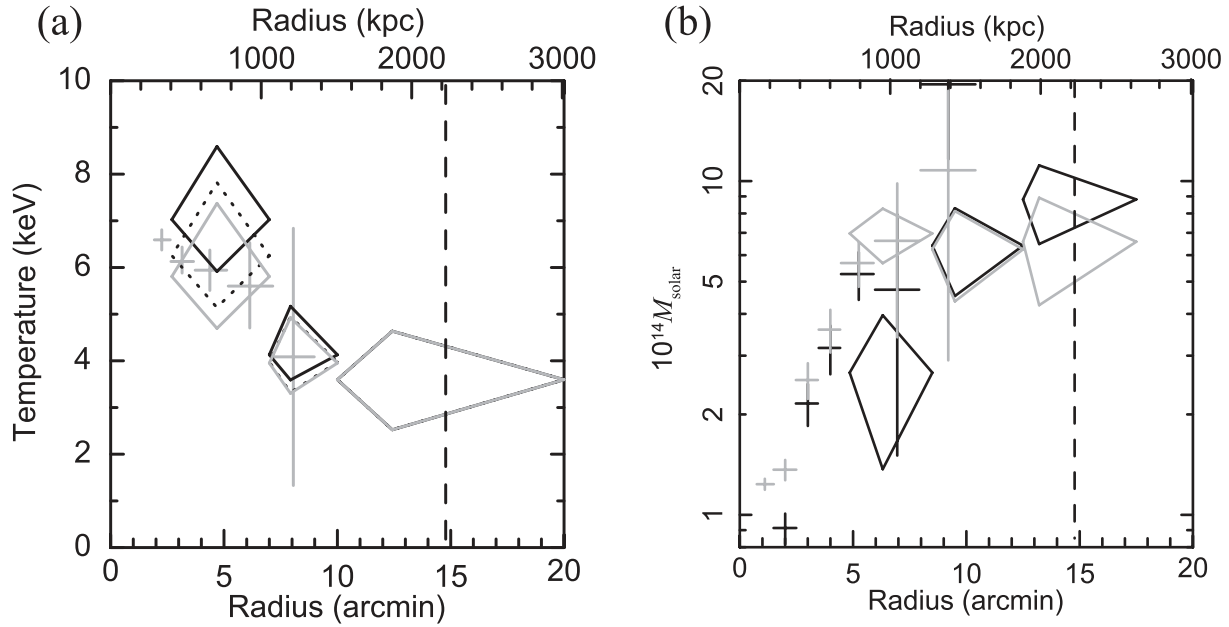 (a)
Radius (kpc)
1000 2000 3000
10
8
6
4
2
0
Temperature (keV)
0 5 10 15 20
Radius (arcmin)
(b)
Radius (kpc)
1000 2000 3000
20
10
5
2
1
10¹⁴M_solar
0 5 10 15 20
Radius (arcmin)